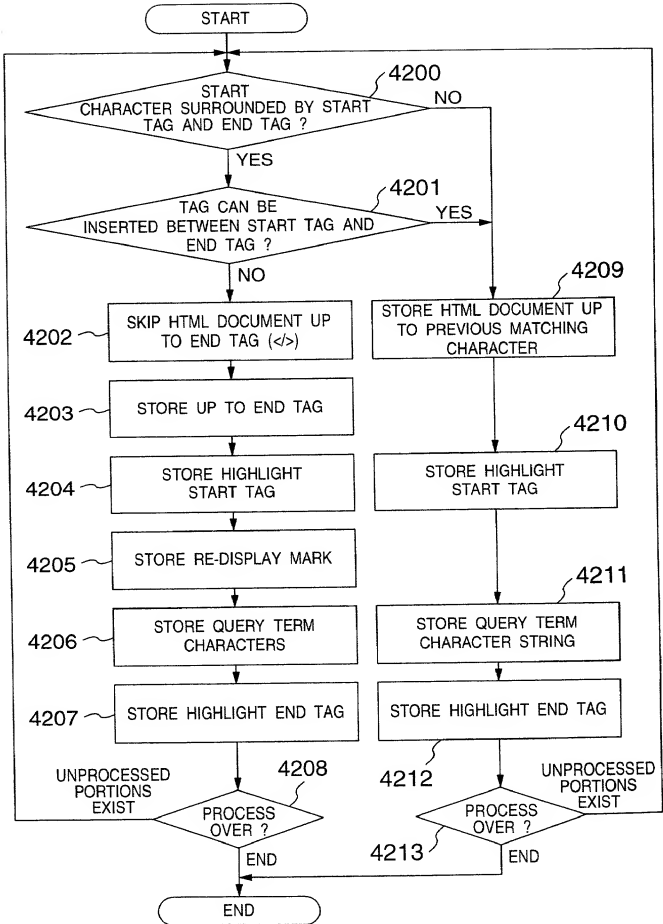 START
4200
START
CHARACTER SURROUNDED BY START
TAG AND END TAG ?
NO
YES
4201
TAG CAN BE
INSERTED BETWEEN START TAG AND
END TAG ?
YES
NO
4202
SKIP HTML DOCUMENT UP
TO END TAG (</>)
4209
STORE HTML DOCUMENT UP
TO PREVIOUS MATCHING
CHARACTER
4203
STORE UP TO END TAG
4204
STORE HIGHLIGHT
START TAG
4210
STORE HIGHLIGHT
START TAG
4205
STORE RE-DISPLAY MARK
4206
STORE QUERY TERM
CHARACTERS
4211
STORE QUERY TERM
CHARACTER STRING
4207
STORE HIGHLIGHT END TAG
STORE HIGHLIGHT END TAG
4212
UNPROCESSED
PORTIONS
EXIST
4208
PROCESS
OVER ?
END
UNPROCESSED
PORTIONS
EXIST
PROCESS
OVER ?
4213
END
END